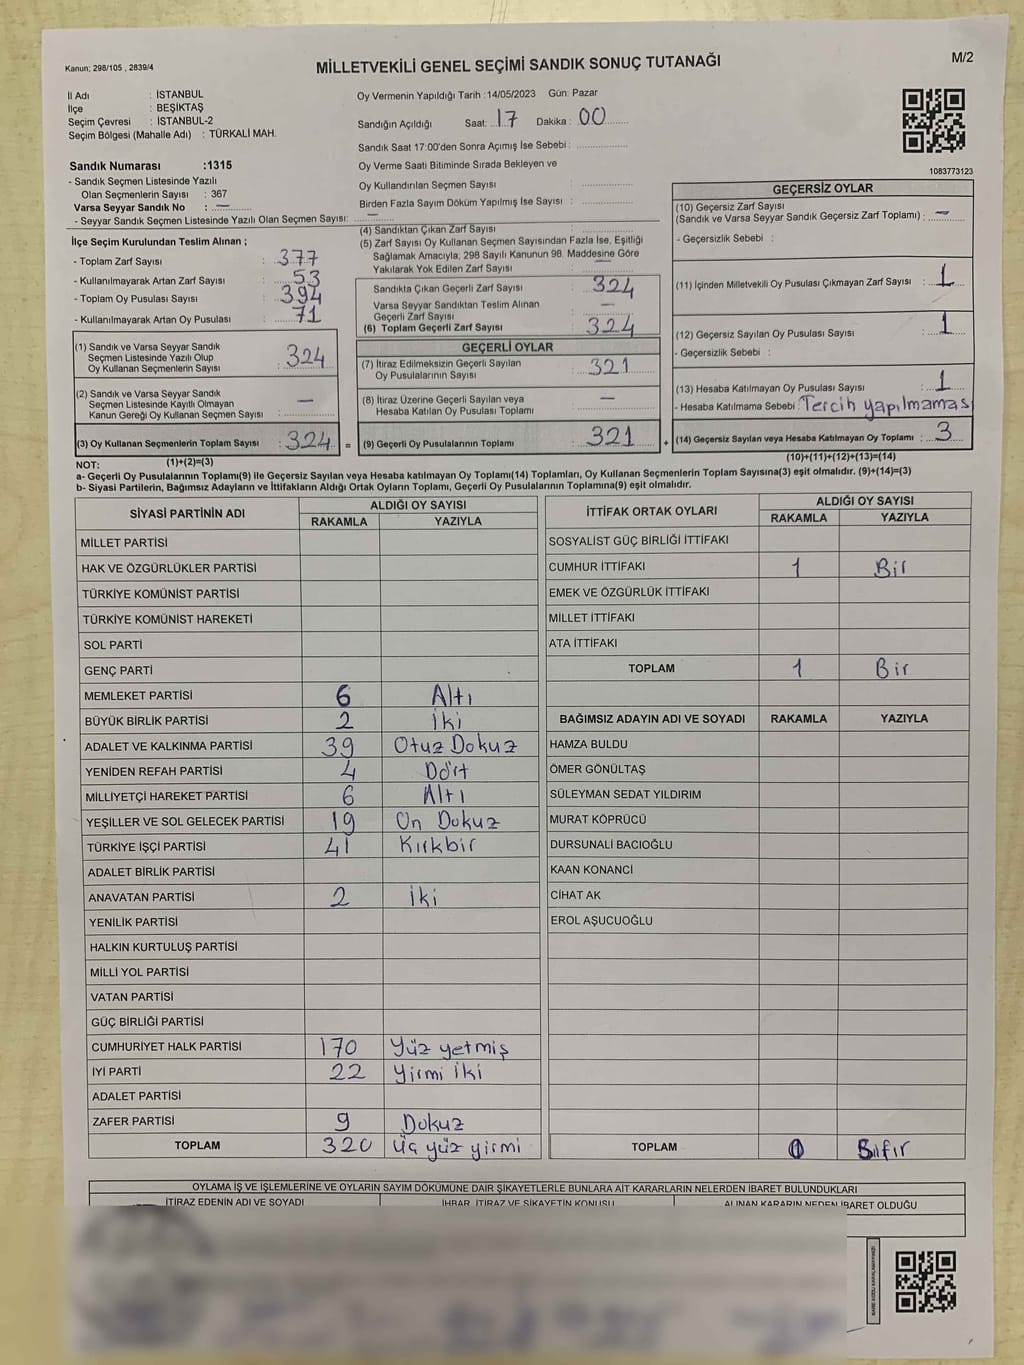 Kanun: 298/105 , 2839/4
MİLLETVEKİLİ GENEL SEÇİMİ SANDIK SONUÇ TUTANAĞI
M/2
İl Adı : İSTANBUL
İlçe : BEŞİKTAŞ
Seçim Çevresi : İSTANBUL-2
Seçim Bölgesi (Mahalle Adı) : TÜRKALİ MAH.
Sandık Numarası :1315
- Sandık Seçmen Listesinde Yazılı
Olan Seçmenlerin Sayısı : 367
Varsa Seyyar Sandık No : —
- Seyyar Sandık Seçmen Listesinde Yazılı Olan Seçmen Sayısı: —
Oy Vermenin Yapıldığı Tarih :14/05/2023 Gün: Pazar
Sandığın Açıldığı Saat: 17 Dakika : 00
Sandık Saat 17:00'den Sonra Açımış İse Sebebi :
Oy Verme Saati Bitiminde Sırada Bekleyen ve
Oy Kullandırılan Seçmen Sayısı :
Birden Fazla Sayım Döküm Yapılmış İse Sayısı :
1083773123
İlçe Seçim Kurulundan Teslim Alınan ;
- Toplam Zarf Sayısı : 377
- Kullanılmayarak Artan Zarf Sayısı : 53
- Toplam Oy Pusulası Sayısı : 394
- Kullanılmayarak Artan Oy Pusulası : 71
(1) Sandık ve Varsa Seyyar Sandık
Seçmen Listesinde Yazılı Olup
Oy Kullanan Seçmenlerin Sayısı : 324
(2) Sandık ve Varsa Seyyar Sandık
Seçmen Listesinde Kayıtlı Olmayan
Kanun Gereği Oy Kullanan Seçmen Sayısı : —
(3) Oy Kullanan Seçmenlerin Toplam Sayısı : 324 =
(1)+(2)=(3)
(4) Sandıktan Çıkan Zarf Sayısı :
(5) Zarf Sayısı Oy Kullanan Seçmen Sayısından Fazla İse, Eşitliği
Sağlamak Amacıyla, 298 Sayılı Kanunun 98. Maddesine Göre
Yakılarak Yok Edilen Zarf Sayısı : —
Sandıkta Çıkan Geçerli Zarf Sayısı : 324
Varsa Seyyar Sandıktan Teslim Alınan
Geçerli Zarf Sayısı : —
(6) Toplam Geçerli Zarf Sayısı : 324
GEÇERLİ OYLAR
(7) İtiraz Edilmeksizin Geçerli Sayılan
Oy Pusulalarının Sayısı : 321
(8) İtiraz Üzerine Geçerli Sayılan veya
Hesaba Katılan Oy Pusulası Toplamı : —
(9) Geçerli Oy Pusulalarının Toplamı : 321 +
GEÇERSİZ OYLAR
(10) Geçersiz Zarf Sayısı
(Sandık ve Varsa Seyyar Sandık Geçersiz Zarf Toplamı) : —
- Geçersizlik Sebebi :
(11) İçinden Milletvekili Oy Pusulası Çıkmayan Zarf Sayısı : 1
(12) Geçersiz Sayılan Oy Pusulası Sayısı : 1
- Geçersizlik Sebebi :
(13) Hesaba Katılmayan Oy Pusulası Sayısı : 1
- Hesaba Katılmama Sebebi : Tercih yapılmamas
(14) Geçersiz Sayılan veya Hesaba Katılmayan Oy Toplamı : 3
(10)+(11)+(12)+(13)=(14)
NOT:
a- Geçerli Oy Pusulalarının Toplamı(9) ile Geçersiz Sayılan veya Hesaba katılmayan Oy Toplamı(14) Toplamları, Oy Kullanan Seçmenlerin Toplam Sayısına(3) eşit olmalıdır. (9)+(14)=(3)
b- Siyasi Partilerin, Bağımsız Adayların ve İttifakların Aldığı Ortak Oyların Toplamı, Geçerli Oy Pusulalarının Toplamına(9) eşit olmalıdır.
SİYASİ PARTİNİN ADI
ALDIĞI OY SAYISI
RAKAMLA YAZIYLA
MİLLET PARTİSİ
HAK VE ÖZGÜRLÜKLER PARTİSİ
TÜRKİYE KOMÜNİST PARTİSİ
TÜRKİYE KOMÜNİST HAREKETİ
SOL PARTİ
GENÇ PARTİ
MEMLEKET PARTİSİ 6 Altı
BÜYÜK BİRLİK PARTİSİ 2 İki
ADALET VE KALKINMA PARTİSİ 39 Otuz Dokuz
YENİDEN REFAH PARTİSİ 4 Dört
MİLLİYETÇİ HAREKET PARTİSİ 6 Altı
YEŞİLLER VE SOL GELECEK PARTİSİ 19 On Dokuz
TÜRKİYE İŞÇİ PARTİSİ 41 Kırkbir
ADALET BİRLİK PARTİSİ
ANAVATAN PARTİSİ 2 İki
YENİLİK PARTİSİ
HALKIN KURTULUŞ PARTİSİ
MİLLİ YOL PARTİSİ
VATAN PARTİSİ
GÜÇ BİRLİĞİ PARTİSİ
CUMHURİYET HALK PARTİSİ 170 Yüz yetmiş
İYİ PARTİ 22 Yirmi İki
ADALET PARTİSİ
ZAFER PARTİSİ 9 Dokuz
TOPLAM 320 Üç yüz yirmi
İTTİFAK ORTAK OYLARI
ALDIĞI OY SAYISI
RAKAMLA YAZIYLA
SOSYALİST GÜÇ BİRLİĞİ İTTİFAKI
CUMHUR İTTİFAKI 1 Bir
EMEK VE ÖZGÜRLÜK İTTİFAKI
MİLLET İTTİFAKI
ATA İTTİFAKI
TOPLAM 1 Bir
BAĞIMSIZ ADAYIN ADI VE SOYADI RAKAMLA YAZIYLA
HAMZA BULDU
ÖMER GÖNÜLTAŞ
SÜLEYMAN SEDAT YILDIRIM
MURAT KÖPRÜCÜ
DURSUNALİ BACIOĞLU
KAAN KONANCİ
CİHAT AK
EROL AŞUCUOĞLU
TOPLAM 0 Sıfır
OYLAMA İŞ VE İŞLEMLERİNE VE OYLARIN SAYIM DÖKÜMÜNE DAİR ŞİKAYETLERLE BUNLARA AİT KARARLARIN NELERDEN İBARET BULUNDUKLARI
İTİRAZ EDENİN ADI VE SOYADI
İHBAR, İTİRAZ VE ŞİKAYETİN KONUSU
ALINAN KARARIN NEDEN İBARET OLDUĞU